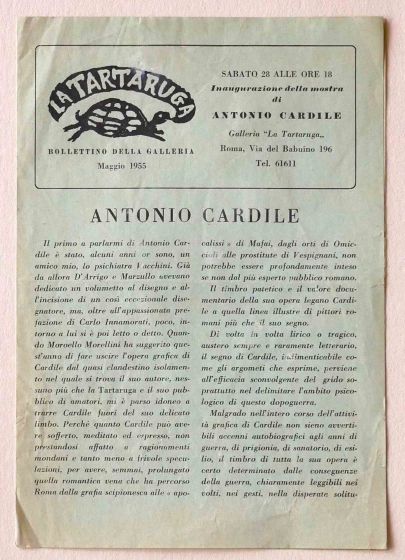 LA TARTARUGA
BOLLETTINO DELLA GALLERIA
Maggio 1955
SABATO 28 ALLE ORE 18
Inaugurazione della mostra
di
ANTONIO CARDILE
Galleria "La Tartaruga„
Roma, Via del Babuino 196
Tel. 61611
ANTONIO CARDILE
Il primo a parlarmi di Antonio Car-
dile è stato, alcuni anni or sono, un
amico mio, lo psichiatra Vacchini. Già
da allora D'Arrigo e Marzullo avevano
dedicato un volumetto al disegno e al-
l'incisione di un così eccezionale disegna-
tore, ma, oltre all'appassionata pre-
fazione di Carlo Innamorati, poco, in-
torno a lui s'è poi letto o detto. Quan-
do Moroello Morellini ha suggerito que-
st'anno di fare uscire l'opera grafica di
Cardile dal quasi clandestino isolamen-
to nel quale si trova il suo autore, nes-
suno più che la Tartaruga e il suo pub-
blico di amatori, mi è parso idoneo a
trarre Cardile fuori del suo delicato
limbo. Perchè quanto Cardile può ave-
re sofferto, meditato ed espresso, non
prestandosi affatto a ragionamenti
mondani e tanto meno a frivole specu-
lazioni, per avere, semmai, prolungato
quella romantica vena che ha percorso
Roma dalla grafia scipionesca alle « apo-
calissi » di Mafai, dagli orti di Omic-
cioli alle prostitute di Vespignani, non
potrebbe essere profondamente inteso
se non dal più esperto pubblico romano.
Il timbro patetico e il valore docu-
mentario della sua opera legano Cardi-
le a quella linea illustre di pittori ro-
mani più che il suo segno.
Di volta in volta lirico o tragico,
austero sempre e raramente letterario,
il segno di Cardile, indimenticabile co-
me gli argomenti che esprime, perviene
all'efficacia sconvolgente del grido so-
prattutto nel delimitare l'ambito psico-
logico di questo dopoguerra.
Malgrado nell'intero corso dell'attivi-
tà grafica di Cardile non sieno avverti-
bili accenni autobiografici agli anni di
guerra, di prigionia, di sanatorio, di esi-
lio, il timbro di tutta la sua opera è
certo determinato dalle conseguenze
della guerra, chiaramente leggibili nei
volti, nei gesti, nella disperata solitu-